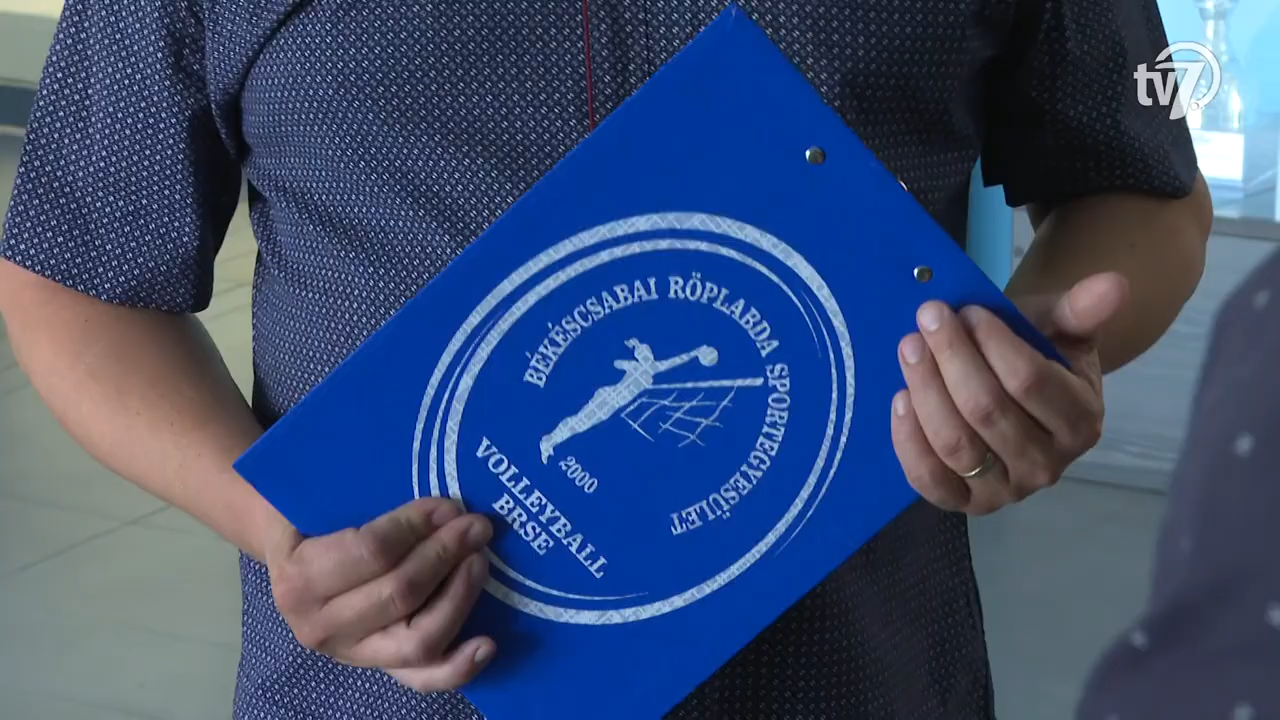 tv7
BÉKÉSCSABAI RÖPLABDA SPORTEGYESÜLET
2000
VOLLEYBALL
BRSE